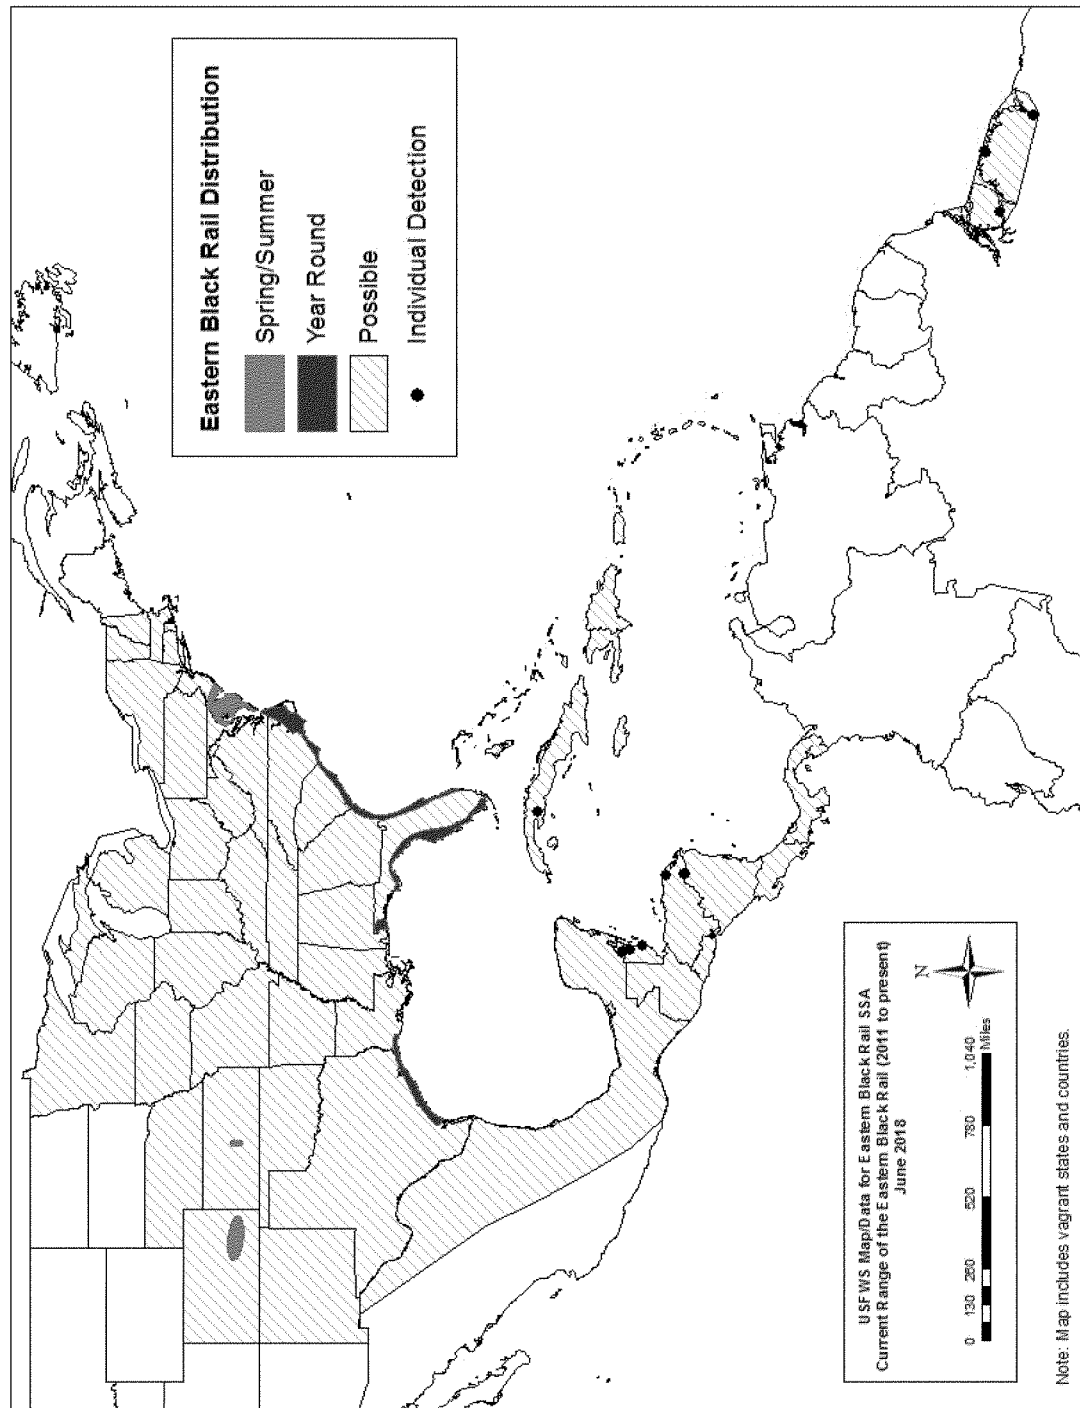 Eastern Black Rail Distribution
Spring/Summer
Year Round
Possible
Individual Detection
USFWS Map/Data for Eastern Black Rail SSA
Current Range of the Eastern Black Rail (2011 to present)
June 2018
N
0 130 260 520 780 1,040
Miles
Note: Map includes vagrant states and countries.